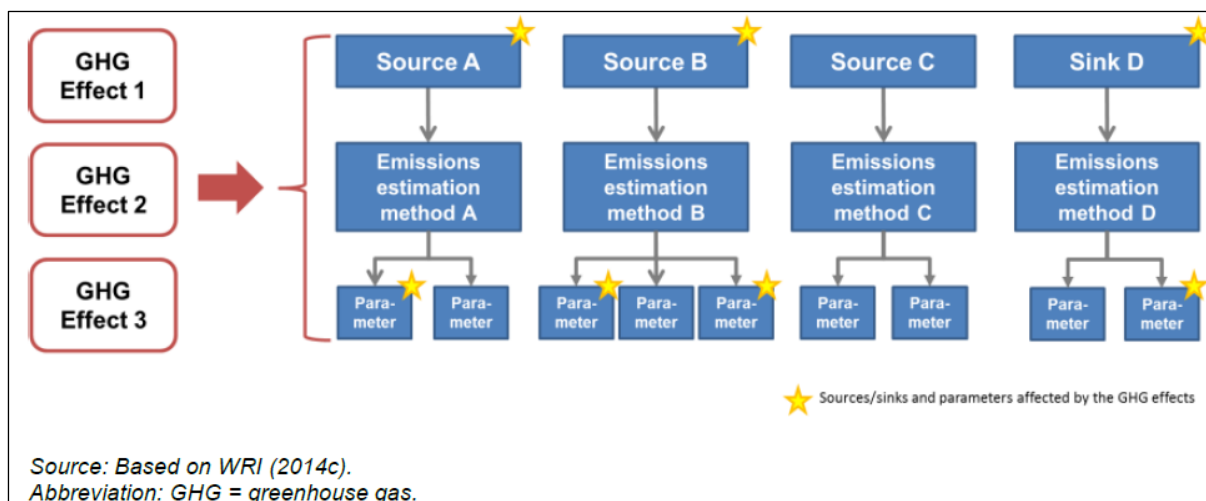 GHG
Effect 1
GHG
Effect 2
GHG
Effect 3
Source A
Source B
Source C
Sink D
Emissions
estimation
method A
Emissions
estimation
method B
Emissions
estimation
method C
Emissions
estimation
method D
Para-
meter
Para-
meter
Para-
meter
Para-
meter
Para-
meter
Para-
meter
Para-
meter
Para-
meter
Para-
meter
Sources/sinks and parameters affected by the GHG effects
Source: Based on WRI (2014c).
Abbreviation: GHG = greenhouse gas.